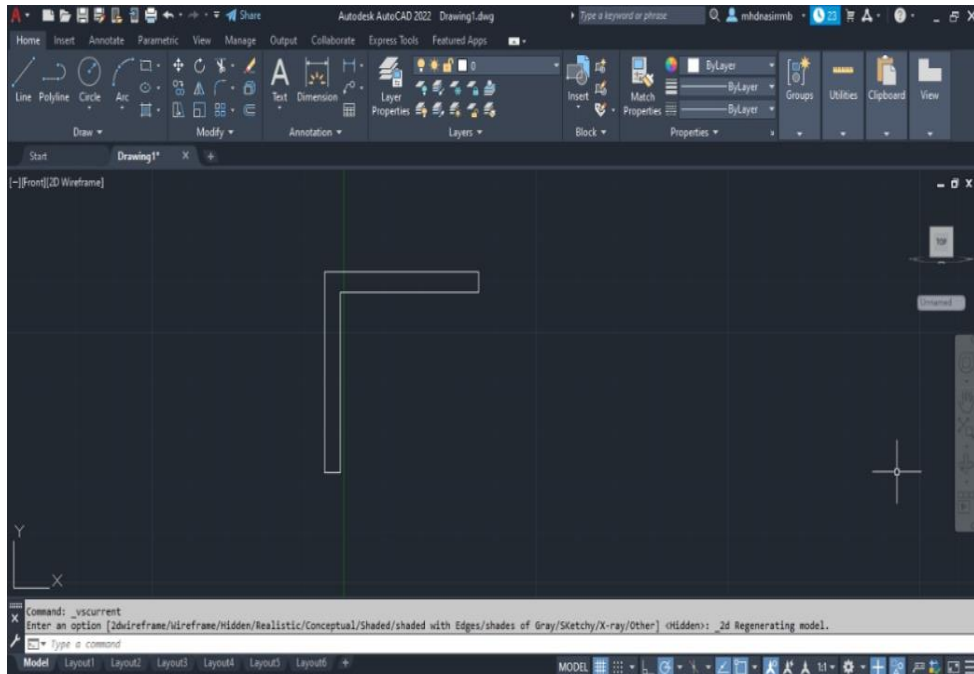 A Share Autodesk AutoCAD 2022 Drawing1.dwg Type a keyword or phrase mhdnasirmb 23
Home Insert Annotate Parametric View Manage Output Collaborate Express Tools Featured Apps
Line Polyline Circle Arc Text Dimension Layer Properties 0 Insert Match Properties ByLayer ByLayer ByLayer Groups Utilities Clipboard View
Draw Modify Annotation Layers Block Properties
Start Drawing1* X +
[-][Front][2D Wireframe]
TOP
Unnamed
Y
X
Command: _vscurrent
Enter an option [2dwireframe/Wireframe/Hidden/Realistic/Conceptual/Shaded/shaded with Edges/shades of Gray/SKetchy/X-ray/Other] <Hidden>: _2d Regenerating model.
Type a command
Model Layout1 Layout2 Layout3 Layout4 Layout5 Layout6 + MODEL 1:1